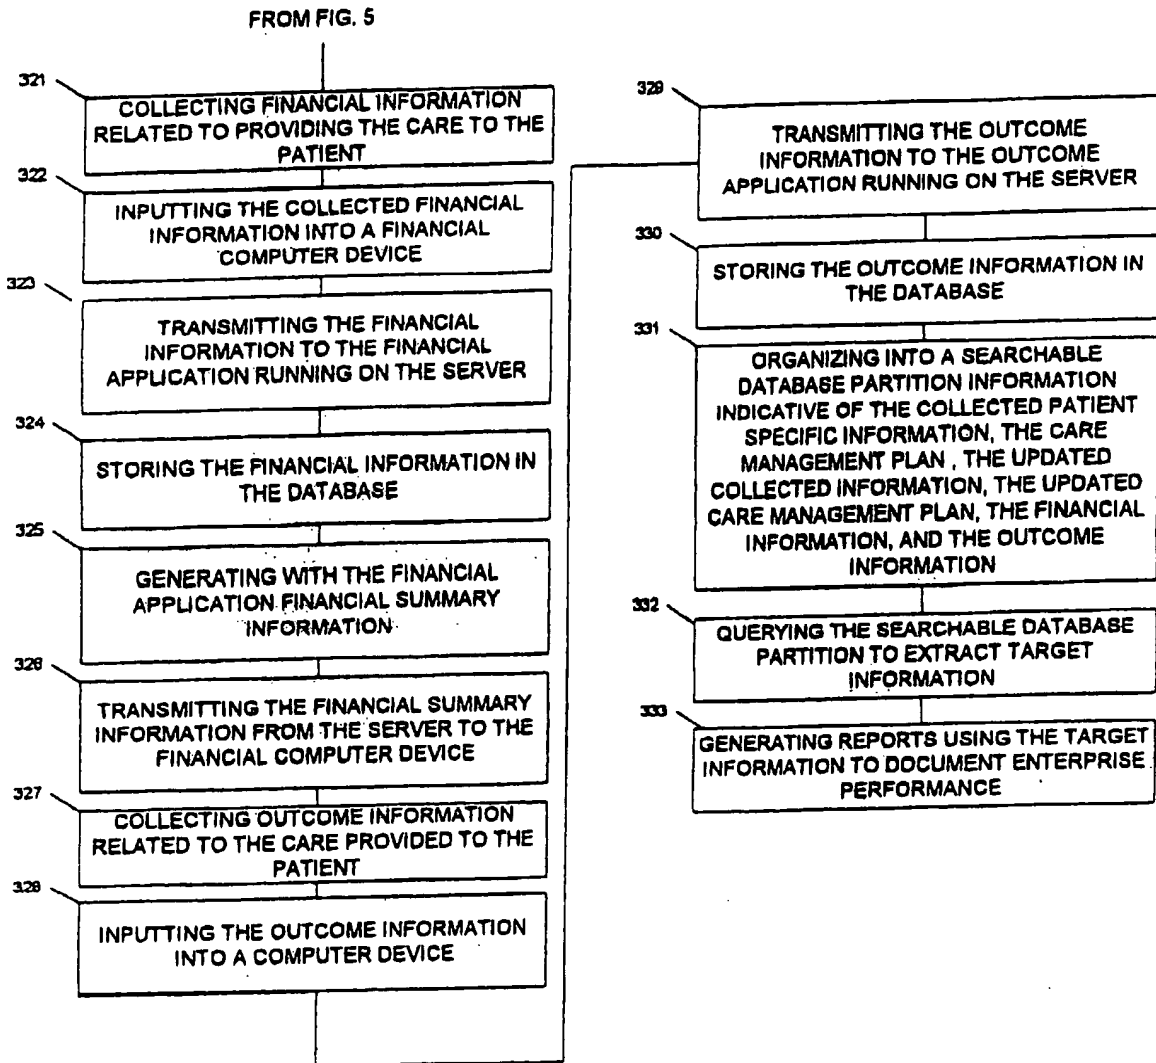 FROM FIG. 5
321
COLLECTING FINANCIAL INFORMATION
RELATED TO PROVIDING THE CARE TO THE
PATIENT
322
INPUTTING THE COLLECTED FINANCIAL
INFORMATION INTO A FINANCIAL
COMPUTER DEVICE
323
TRANSMITTING THE FINANCIAL
INFORMATION TO THE FINANCIAL
APPLICATION RUNNING ON THE SERVER
324
STORING THE FINANCIAL INFORMATION IN
THE DATABASE
325
GENERATING WITH THE FINANCIAL
APPLICATION FINANCIAL SUMMARY
INFORMATION
326
TRANSMITTING THE FINANCIAL SUMMARY
INFORMATION FROM THE SERVER TO THE
FINANCIAL COMPUTER DEVICE
327
COLLECTING OUTCOME INFORMATION
RELATED TO THE CARE PROVIDED TO THE
PATIENT
328
INPUTTING THE OUTCOME INFORMATION
INTO A COMPUTER DEVICE
329
TRANSMITTING THE OUTCOME
INFORMATION TO THE OUTCOME
APPLICATION RUNNING ON THE SERVER
330
STORING THE OUTCOME INFORMATION IN
THE DATABASE
331
ORGANIZING INTO A SEARCHABLE
DATABASE PARTITION INFORMATION
INDICATIVE OF THE COLLECTED PATIENT
SPECIFIC INFORMATION, THE CARE
MANAGEMENT PLAN , THE UPDATED
COLLECTED INFORMATION, THE UPDATED
CARE MANAGEMENT PLAN, THE FINANCIAL
INFORMATION, AND THE OUTCOME
INFORMATION
332
QUERYING THE SEARCHABLE DATABASE
PARTITION TO EXTRACT TARGET
INFORMATION
333
GENERATING REPORTS USING THE TARGET
INFORMATION TO DOCUMENT ENTERPRISE
PERFORMANCE